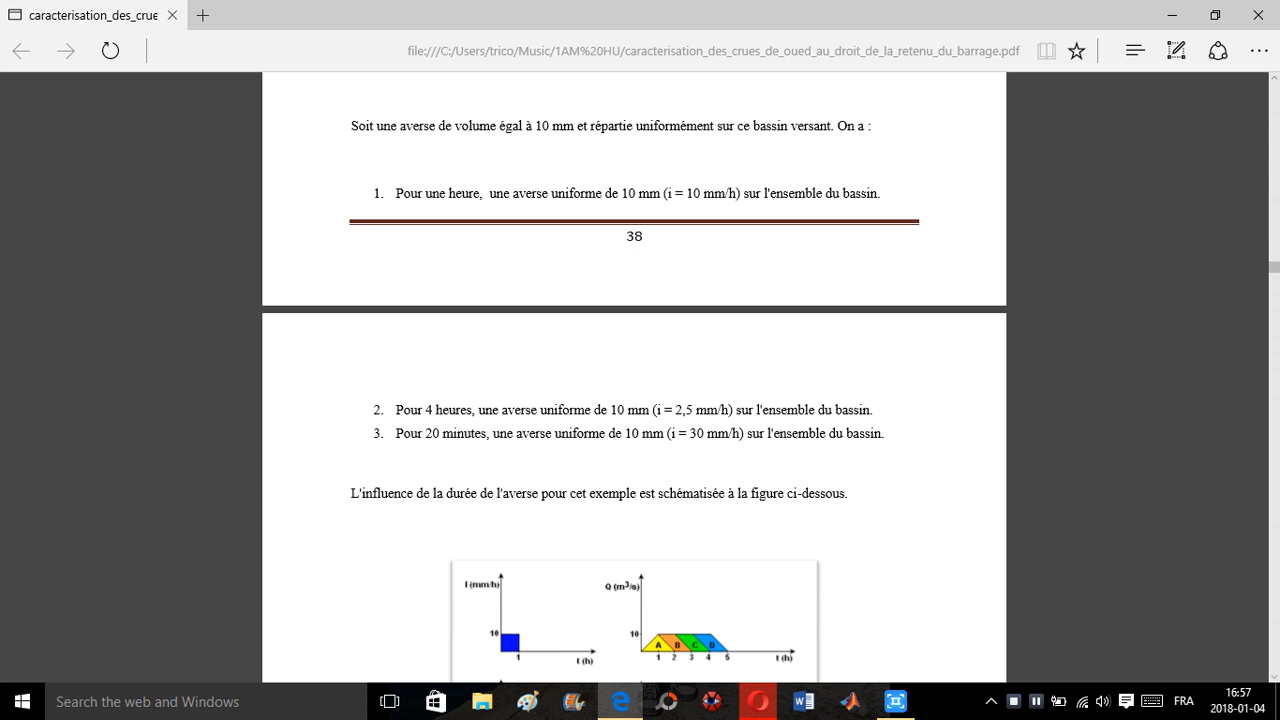 caracterisation_des_crue
file:///C:/Users/trico/Music/1AM%20HU/caracterisation_des_crues_de_oued_au_droit_de_la_retenu_du_barrage.pdf
Soit une averse de volume égal à 10 mm et répartie uniformément sur ce bassin versant. On a :
1. Pour une heure, une averse uniforme de 10 mm (i = 10 mm/h) sur l'ensemble du bassin.
38
2. Pour 4 heures, une averse uniforme de 10 mm (i = 2,5 mm/h) sur l'ensemble du bassin.
3. Pour 20 minutes, une averse uniforme de 10 mm (i = 30 mm/h) sur l'ensemble du bassin.
L'influence de la durée de l'averse pour cet exemple est schématisée à la figure ci-dessous.
I (mm/h)
10
1
t (h)
Q (m³/s)
10
A B C D
1 2 3 4 5
t (h)
Search the web and Windows
FRA
16:57
2018-01-04